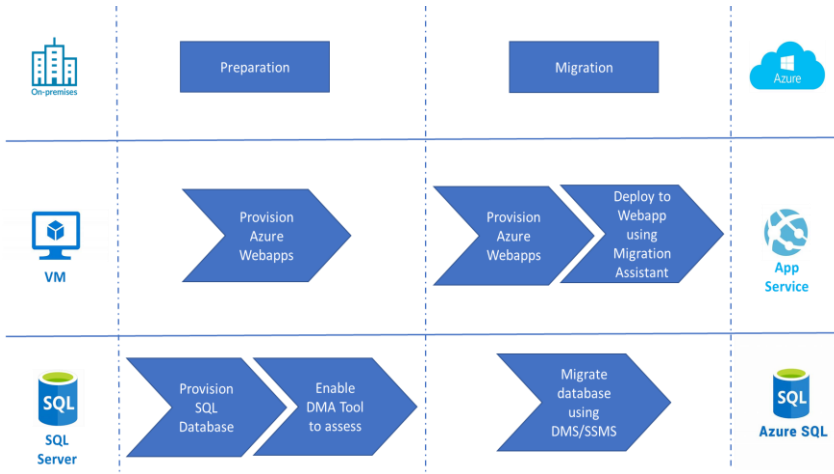 On-premises
Preparation
Migration
Azure
VM
Provision
Azure
Webapps
Provision
Azure
Webapps
Deploy to
Webapp
using
Migration
Assistant
App
Service
SQL
SQL
Server
Provision
SQL
Database
Enable
DMA Tool
to assess
Migrate
database
using
DMS/SSMS
SQL
Azure SQL